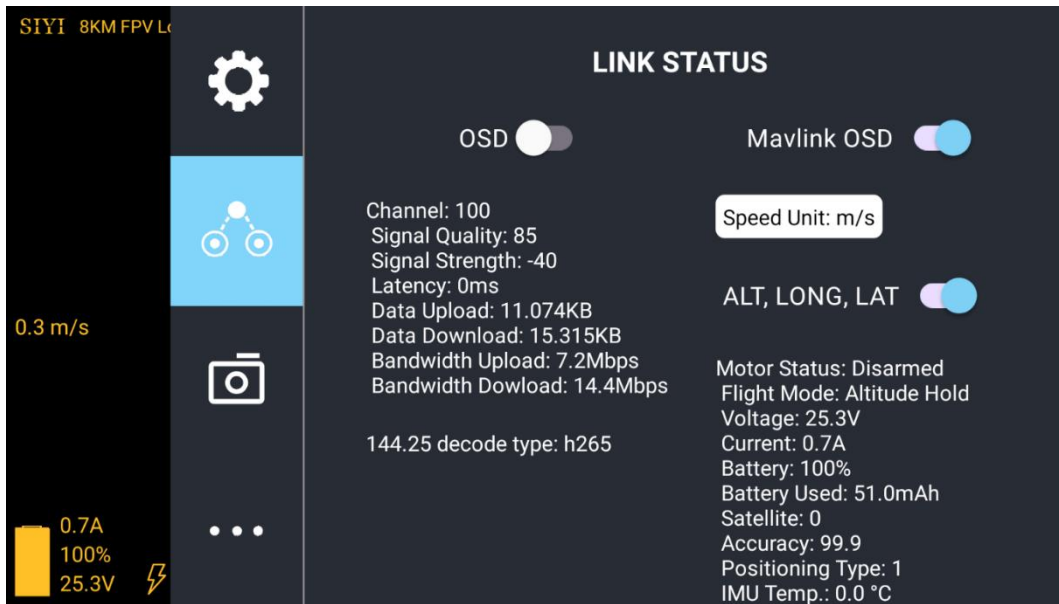 SIYI 8KM FPV
LINK STATUS
OSD
Mavlink OSD
Channel: 100
Signal Quality: 85
Signal Strength: -40
Latency: 0ms
Data Upload: 11.074KB
Data Download: 15.315KB
Bandwidth Upload: 7.2Mbps
Bandwidth Dowload: 14.4Mbps
144.25 decode type: h265
Speed Unit: m/s
ALT, LONG, LAT
Motor Status: Disarmed
Flight Mode: Altitude Hold
Voltage: 25.3V
Current: 0.7A
Battery: 100%
Battery Used: 51.0mAh
Satellite: 0
Accuracy: 99.9
Positioning Type: 1
IMU Temp.: 0.0 °C
0.3 m/s
0.7A
100%
25.3V